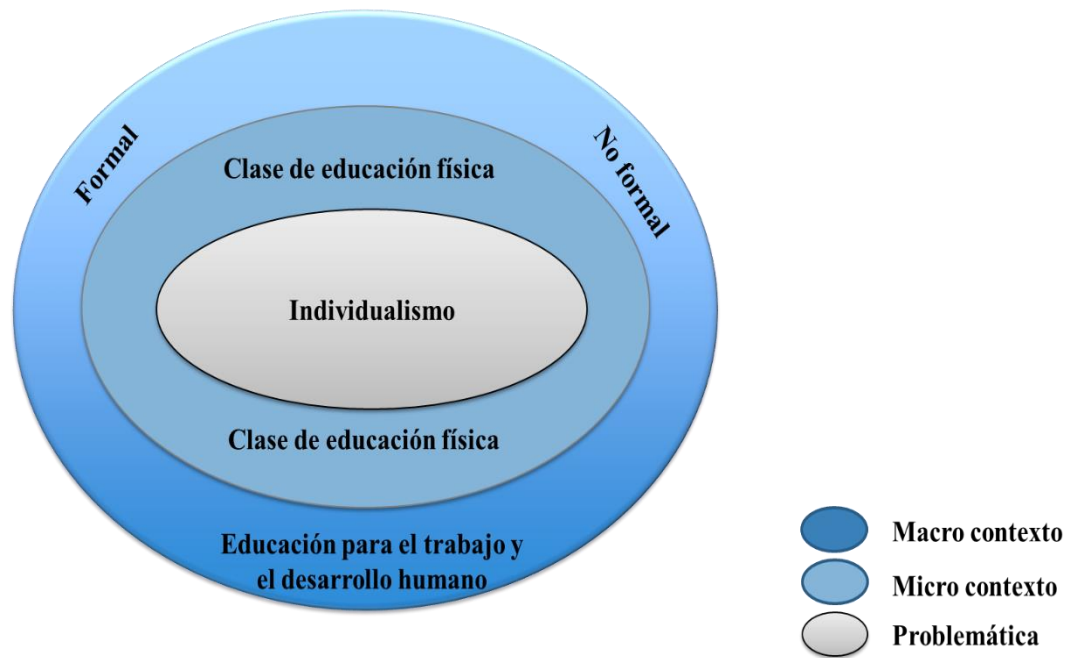 Formal
No formal
Clase de educación física
Individualismo
Clase de educación física
Educación para el trabajo y
el desarrollo humano
Macro contexto
Micro contexto
Problemática